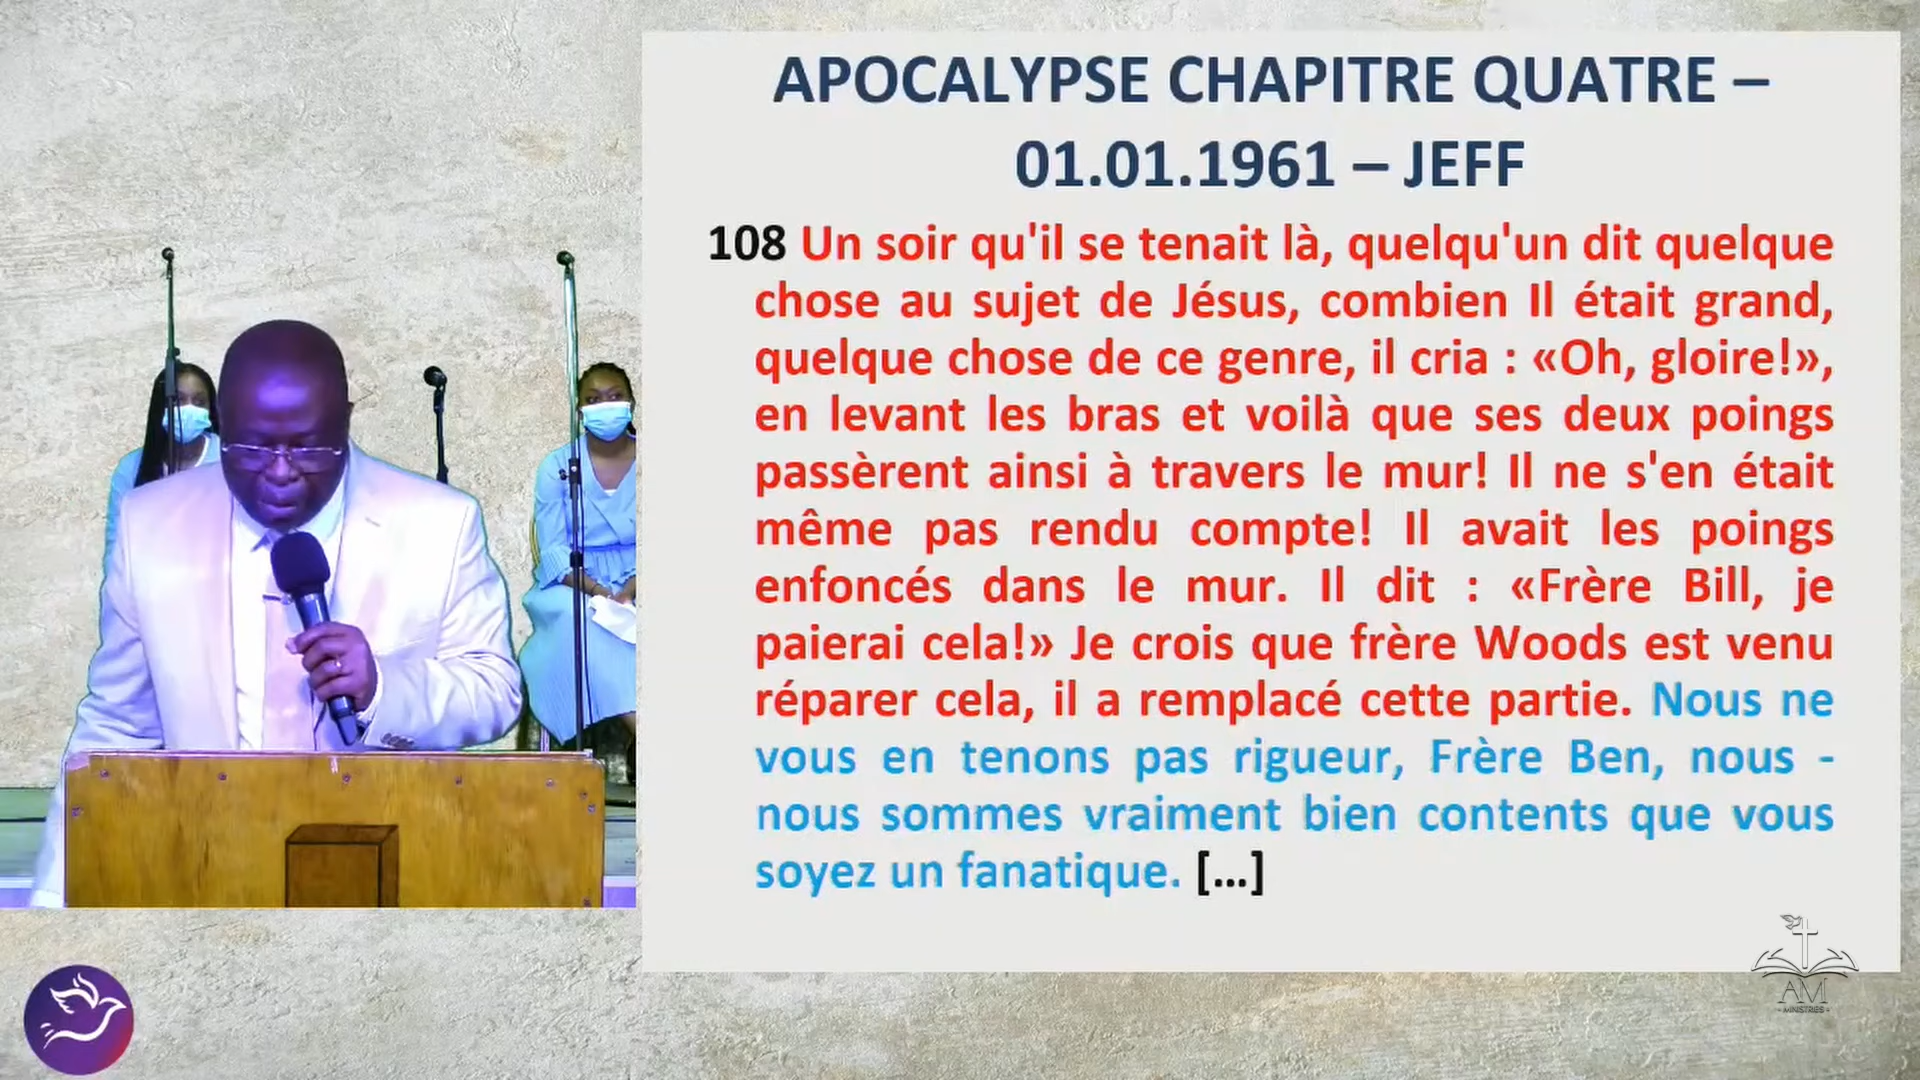 APOCALYPSE CHAPITRE QUATRE –
01.01.1961 – JEFF
108 Un soir qu'il se tenait là, quelqu'un dit quelque
chose au sujet de Jésus, combien Il était grand,
quelque chose de ce genre, il cria : «Oh, gloire!»,
en levant les bras et voilà que ses deux poings
passèrent ainsi à travers le mur! Il ne s'en était
même pas rendu compte! Il avait les poings
enfoncés dans le mur. Il dit : «Frère Bill, je
paierai cela!» Je crois que frère Woods est venu
réparer cela, il a remplacé cette partie. Nous ne
vous en tenons pas rigueur, Frère Ben, nous -
nous sommes vraiment bien contents que vous
soyez un fanatique. [...]
AM
- MINISTRIES -